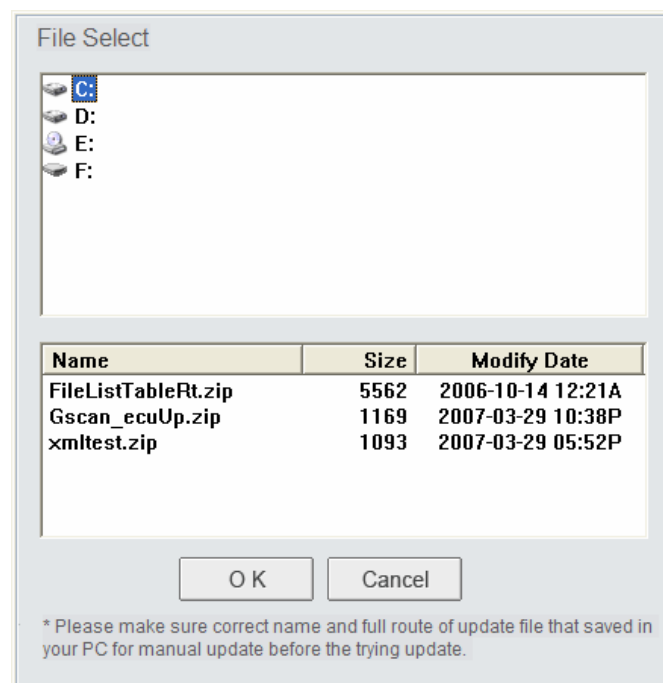 File Select
C:
D:
E:
F:
Name Size Modify Date
FileListTableRt.zip 5562 2006-10-14 12:21A
Gscan_ecuUp.zip 1169 2007-03-29 10:38P
xmltest.zip 1093 2007-03-29 05:52P
O K Cancel
* Please make sure correct name and full route of update file that saved in
your PC for manual update before the trying update.